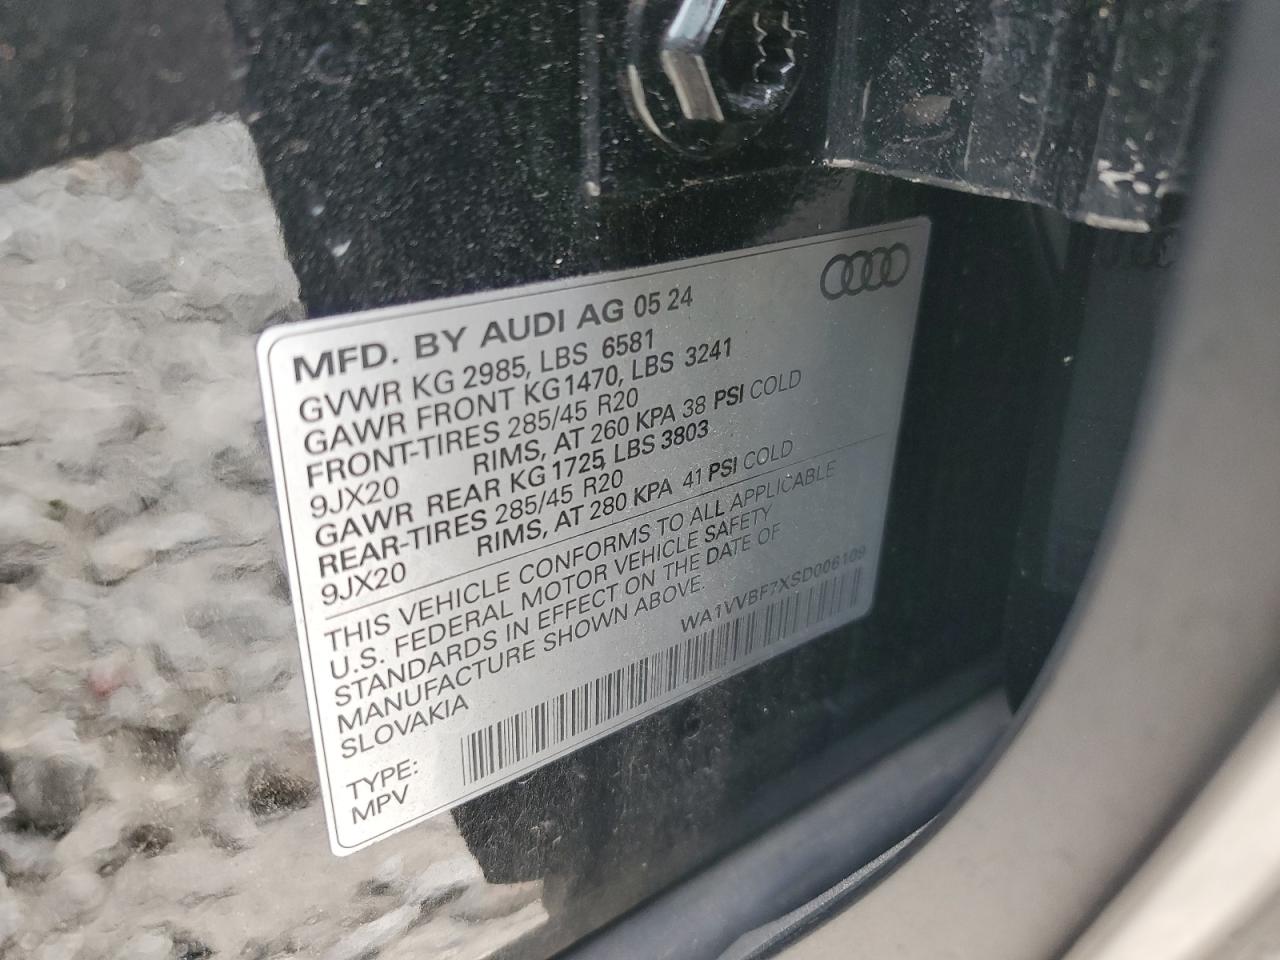 MFD. BY AUDI AG 05 24
GVWR KG 2985, LBS 6581
GAWR FRONT KG 1470, LBS 3241
FRONT-TIRES 285/45 R20
9JX20 RIMS, AT 260 KPA 38 PSI COLD
GAWR REAR KG 1725, LBS 3803
REAR-TIRES 285/45 R20
9JX20 RIMS, AT 280 KPA 41 PSI COLD
THIS VEHICLE CONFORMS TO ALL APPLICABLE
U.S. FEDERAL MOTOR VEHICLE SAFETY
STANDARDS IN EFFECT ON THE DATE OF
MANUFACTURE SHOWN ABOVE.
SLOVAKIA
WA1VVBF7XSD006109
TYPE:
MPV